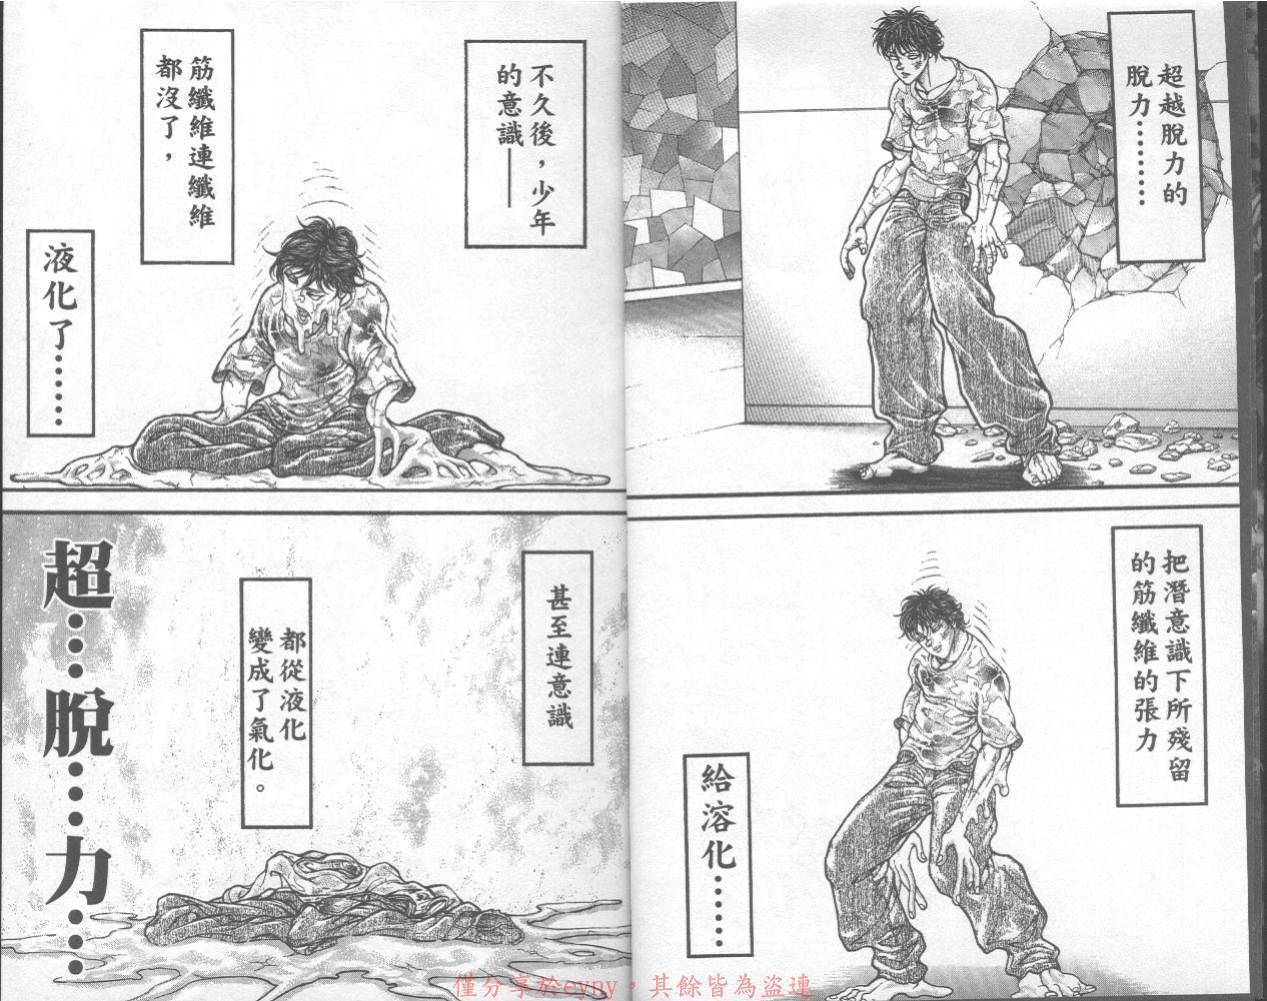 超越脫力的
脫力⋯⋯⋯⋯
把潛意識下所殘留
的筋纖維的張力
給溶化⋯⋯
不久後，少年
的意識——
筋纖維連纖維
都沒了，
液化了⋯⋯
甚至連意識
都從液化
變成了氣化。
超⋯⋯脫⋯⋯力⋯⋯
僅分享於eyny，其餘皆為盜連